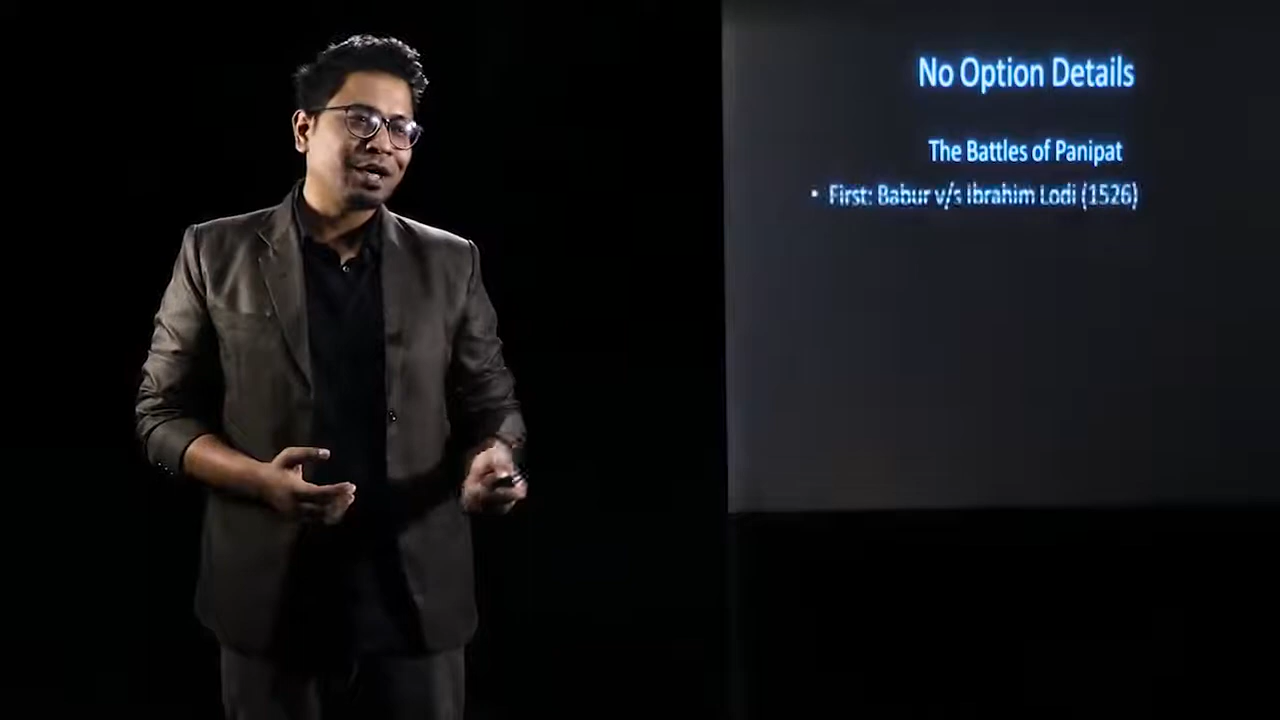 No Option Details
The Battles of Panipat
• First: Babur v/s Ibrahim Lodi (1526)